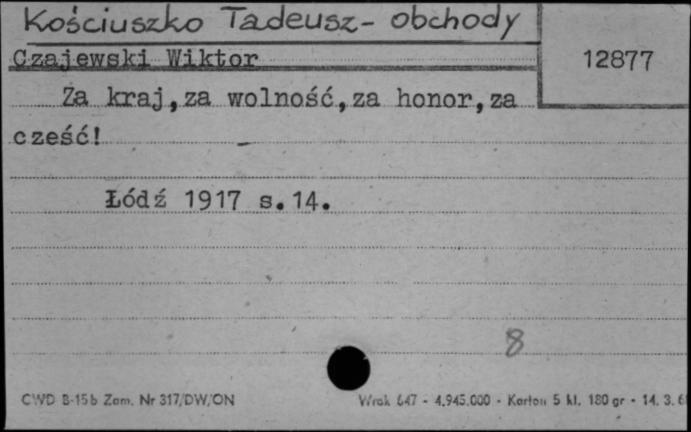 Kościuszko Tadeusz - obchody
Czajewski Wiktor
12877
Za kraj, za wolność, za honor, za
cześć!
Łódź 1917 s. 14.
8
CWD B-15b Zam. Nr 317/DW/ON
Wrok 647 - 4.945.000 - Karton 5 kl. 180 gr - 14. 3. 6